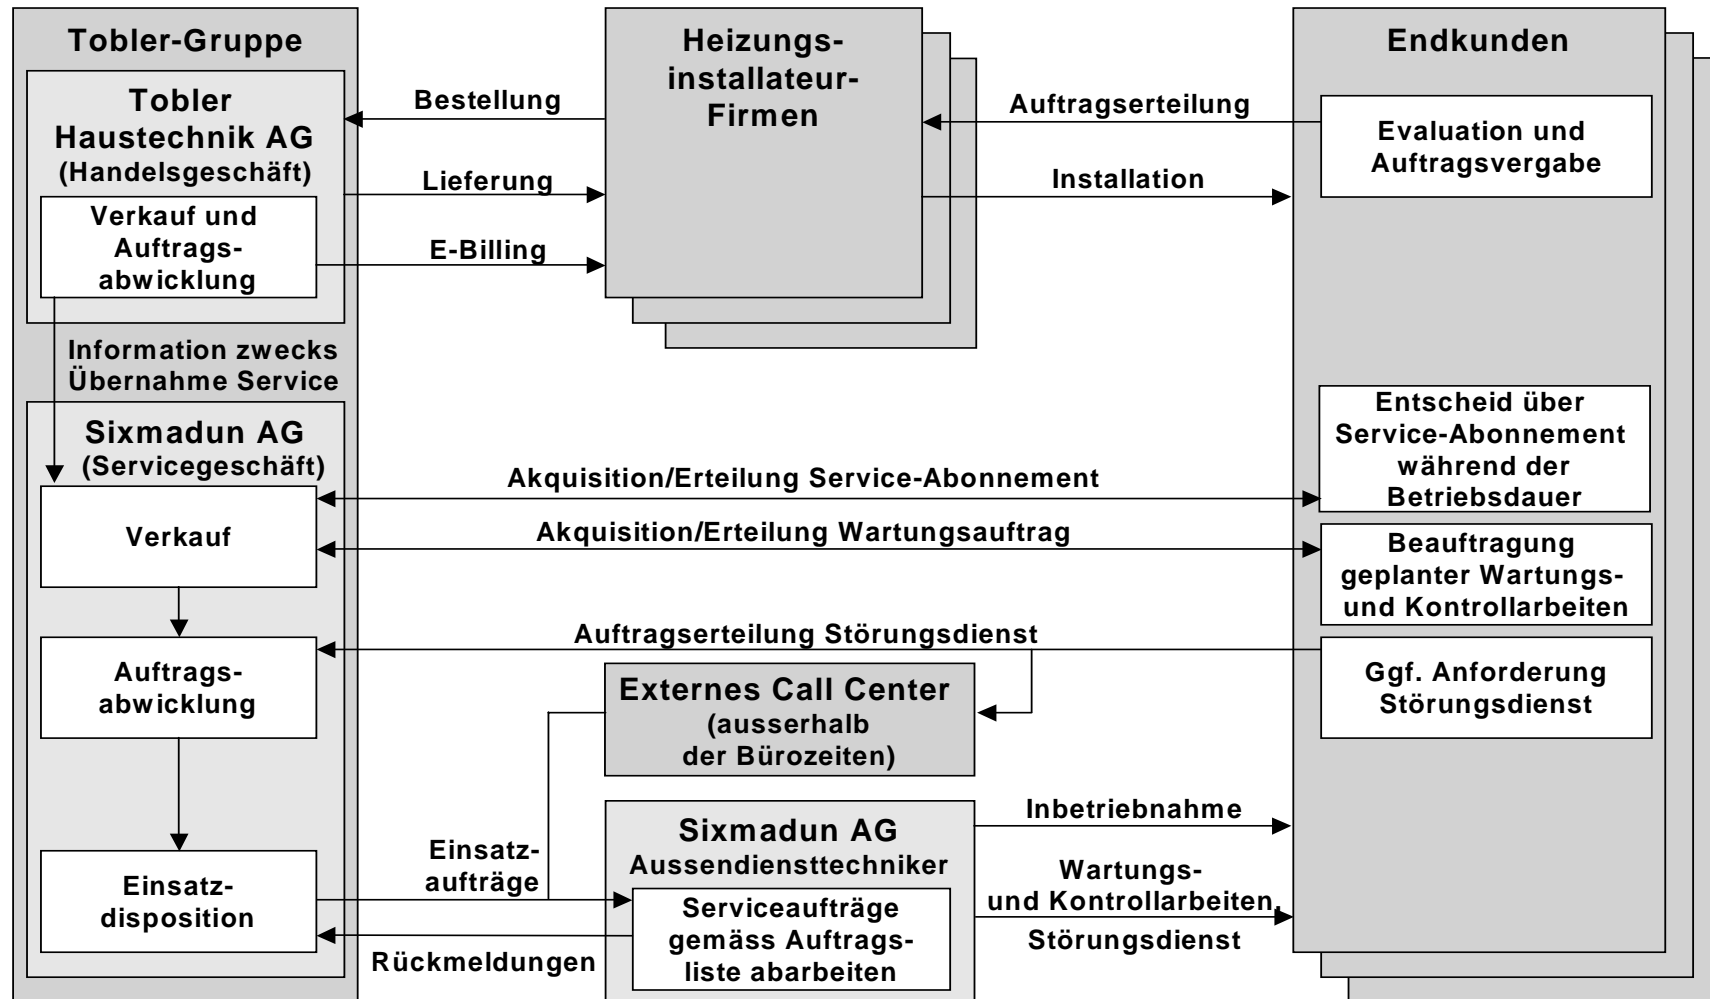 Tobler-Gruppe
Tobler
Haustechnik AG
(Handelsgeschäft)
Verkauf und
Auftrags-
abwicklung
Information zwecks
Übernahme Service
Sixmadun AG
(Servicegeschäft)
Verkauf
Auftrags-
abwicklung
Einsatz-
disposition
Bestellung
Lieferung
E-Billing
Heizungs-
installateur-
Firmen
Auftragserteilung
Installation
Endkunden
Evaluation und
Auftragsvergabe
Akquisition/Erteilung Service-Abonnement
Entscheid über
Service-Abonnement
während der
Betriebsdauer
Akquisition/Erteilung Wartungsauftrag
Beauftragung
geplanter Wartungs-
und Kontrollarbeiten
Auftragserteilung Störungsdienst
Ggf. Anforderung
Störungsdienst
Externes Call Center
(ausserhalb
der Bürozeiten)
Einsatz-
aufträge
Rückmeldungen
Sixmadun AG
Aussendiensttechniker
Serviceaufträge
gemäss Auftrags-
liste abarbeiten
Inbetriebnahme
Wartungs-
und Kontrollarbeiten,
Störungsdienst